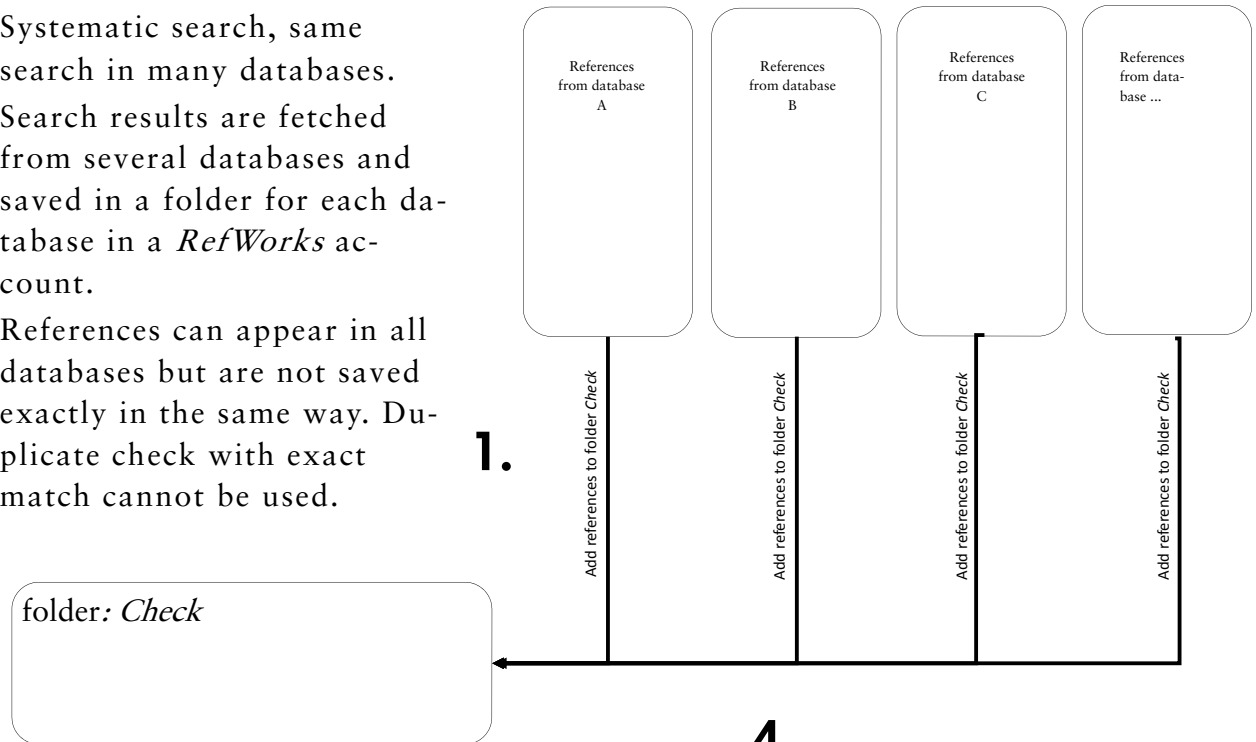 Systematic search, same
search in many databases.
Search results are fetched
from several databases and
saved in a folder for each da-
tabase in a RefWorks ac-
count.
References can appear in all
databases but are not saved
exactly in the same way. Du-
plicate check with exact
match cannot be used.
References
from database
A
References
from database
B
References
from database
C
References
from data-
base ...
1.
Add references to folder Check
Add references to folder Check
Add references to folder Check
Add references to folder Check
folder: Check
4